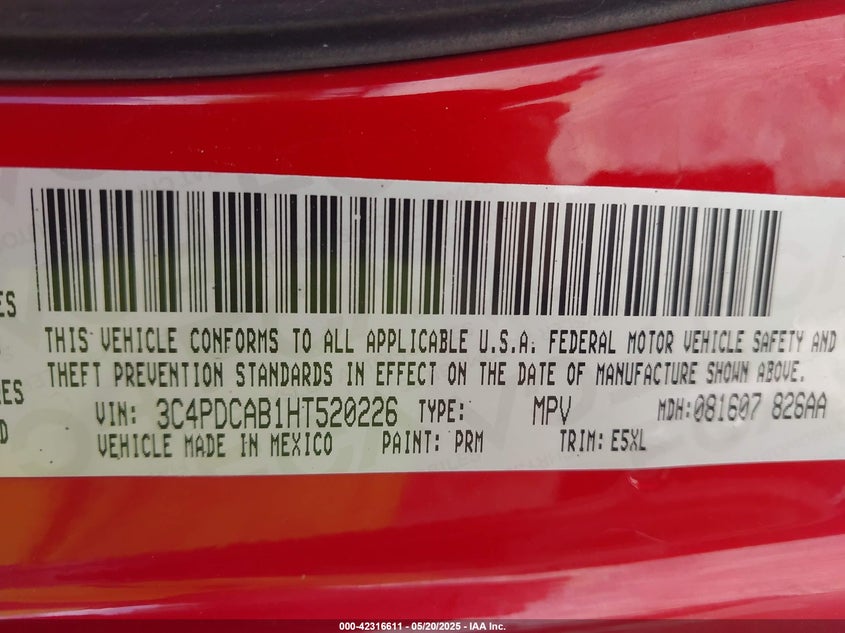 ES
THIS VEHICLE CONFORMS TO ALL APPLICABLE U.S.A. FEDERAL MOTOR VEHICLE SAFETY AND
THEFT PREVENTION STANDARDS IN EFFECT ON THE DATE OF MANUFACTURE SHOWN ABOVE.
RES
VIN: 3C4PDCAB1HT520226 TYPE: MPV MDH:081607 826AA
D
VEHICLE MADE IN MEXICO PAINT: PRM TRIM: E5XL
000-42316611 — 05/20/2025 — IAA Inc.